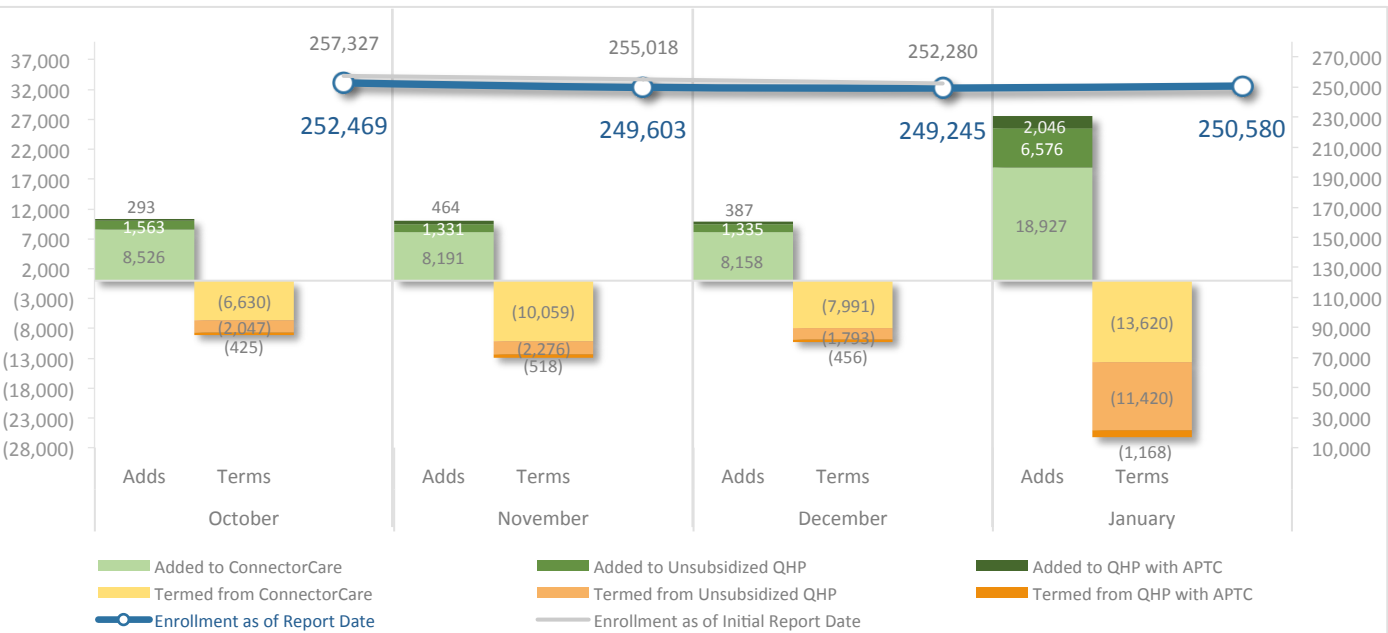 257,327 255,018 252,280
37,000 270,000
32,000 250,000
252,469 249,603 249,245 250,580
27,000 2,046 230,000
22,000 6,576 210,000
17,000 190,000
12,000 293 464 387 170,000
1,563 1,331 1,335 18,927
7,000 8,526 8,191 8,158 150,000
2,000 130,000
(3,000) (6,630) (10,059) (7,991) (13,620) 110,000
(8,000) (2,047) (2,276) (1,793) 90,000
(13,000) (425) (518) (456) 70,000
(18,000) (11,420) 50,000
(23,000) 30,000
(28,000) (1,168) 10,000
Adds Terms Adds Terms Adds Terms Adds Terms
October November December January
Added to ConnectorCare Added to Unsubsidized QHP Added to QHP with APTC
Termed from ConnectorCare Termed from Unsubsidized QHP Termed from QHP with APTC
Enrollment as of Report Date Enrollment as of Initial Report Date